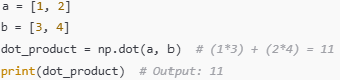 a = [1, 2]
b = [3, 4]
dot_product = np.dot(a, b)  # (1*3) + (2*4) = 11
print(dot_product)  # Output: 11